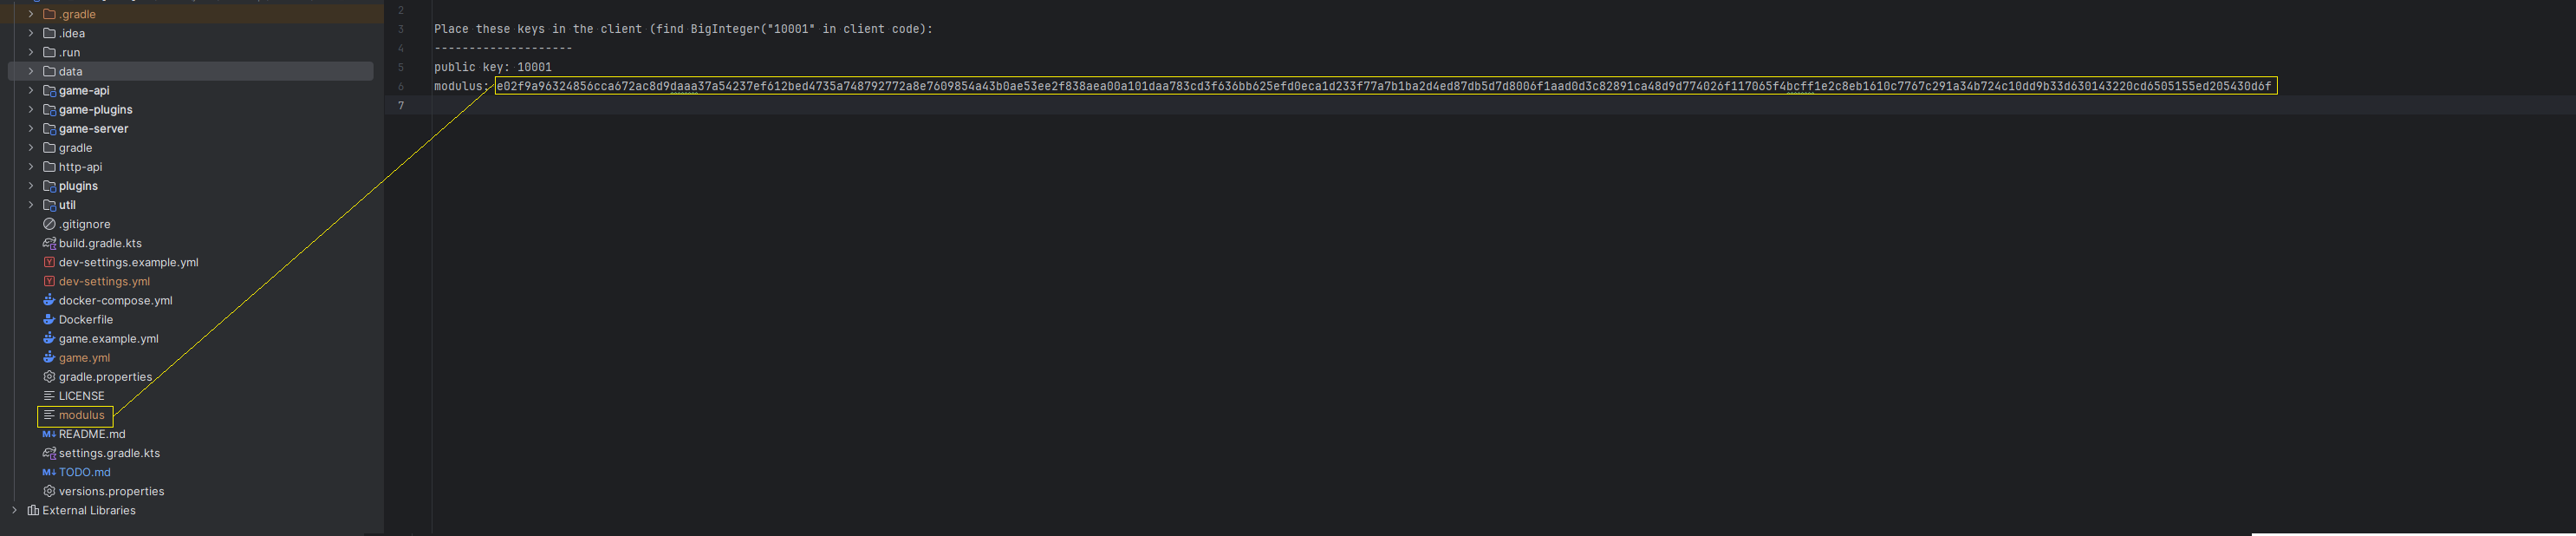 .gradle
.idea
.run
data
game-api
game-plugins
game-server
gradle
http-api
plugins
util
.gitignore
build.gradle.kts
dev-settings.example.yml
dev-settings.yml
docker-compose.yml
Dockerfile
game.example.yml
game.yml
gradle.properties
LICENSE
modulus
README.md
settings.gradle.kts
TODO.md
versions.properties
External Libraries
2
3 Place these keys in the client (find BigInteger("10001" in client code):
4 --------------------
5 public key: 10001
6 modulus: e02f9a96324856cca672ac8d9daaa37a54237ef612bed4735a748792772a8e7609854a43b0ae53ee2f838aea00a101daa783cd3f636bb625efd0eca1d233f77a7b1ba2d4ed87db5d7d8006f1aad0d3c82891ca48d9d774026f117065f4bcff1e2c8eb1610c7767c291a34b724c10dd9b33d630143220cd6505155ed205430d6f
7